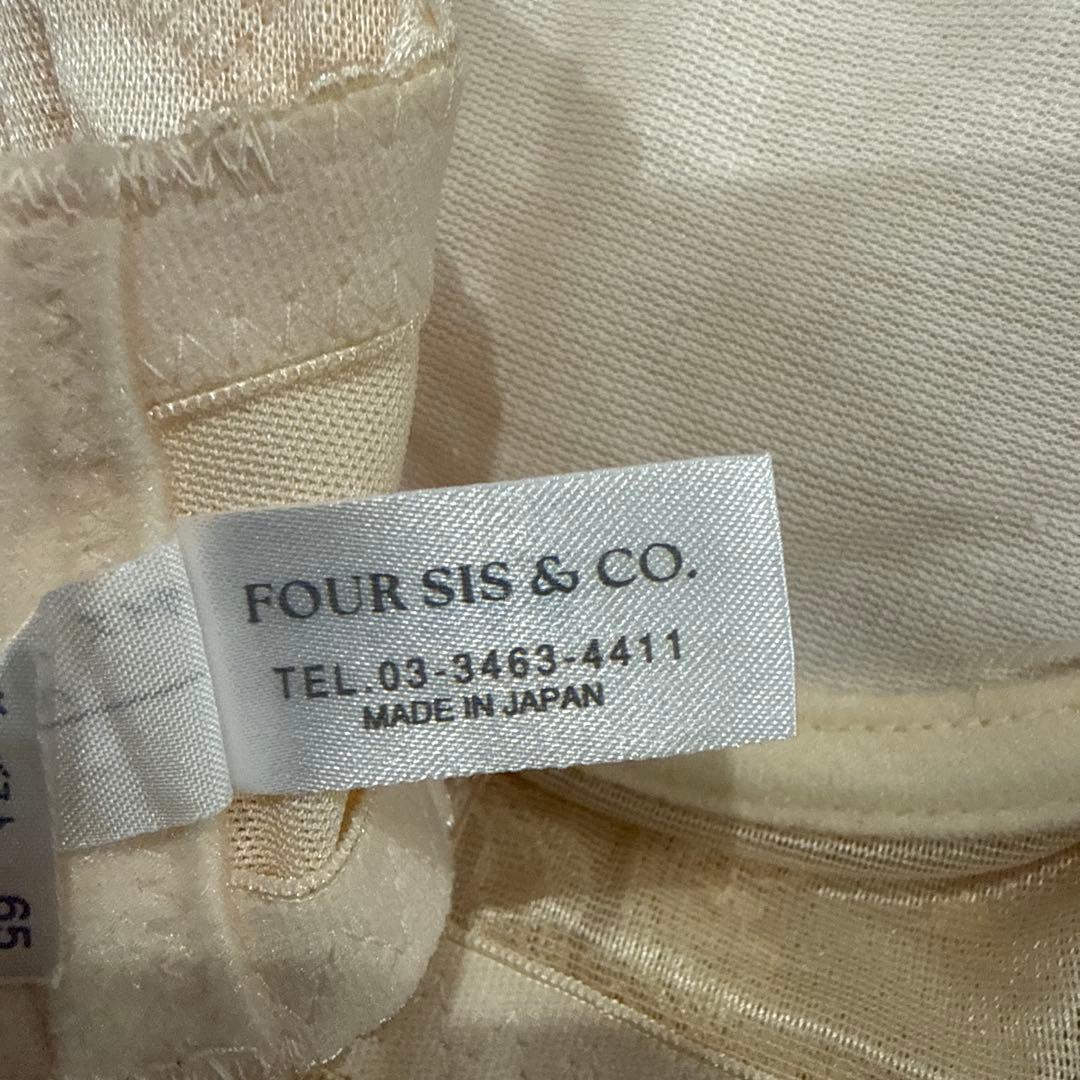 FOUR SIS & CO.
TEL.03-3463-4411
MADE IN JAPAN
65